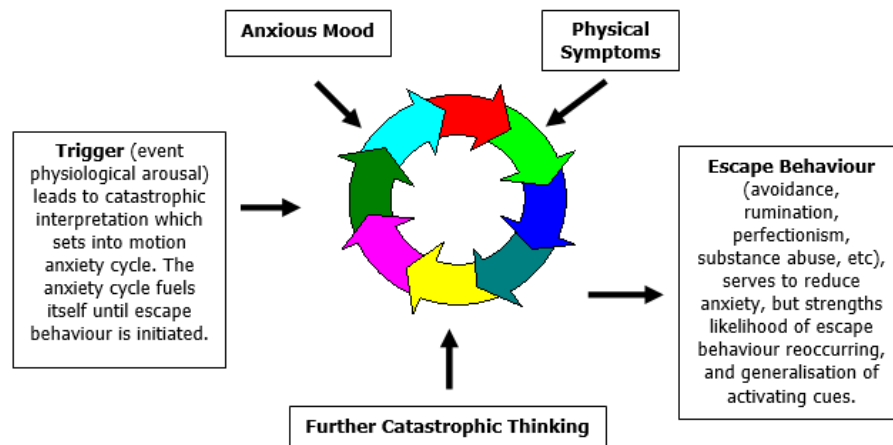 Anxious Mood
Physical
Symptoms
Trigger (event
physiological arousal)
leads to catastrophic
interpretation which
sets into motion
anxiety cycle. The
anxiety cycle fuels
itself until escape
behaviour is initiated.
Escape Behaviour
(avoidance,
rumination,
perfectionism,
substance abuse, etc),
serves to reduce
anxiety, but strengths
likelihood of escape
behaviour reoccurring,
and generalisation of
activating cues.
Further Catastrophic Thinking